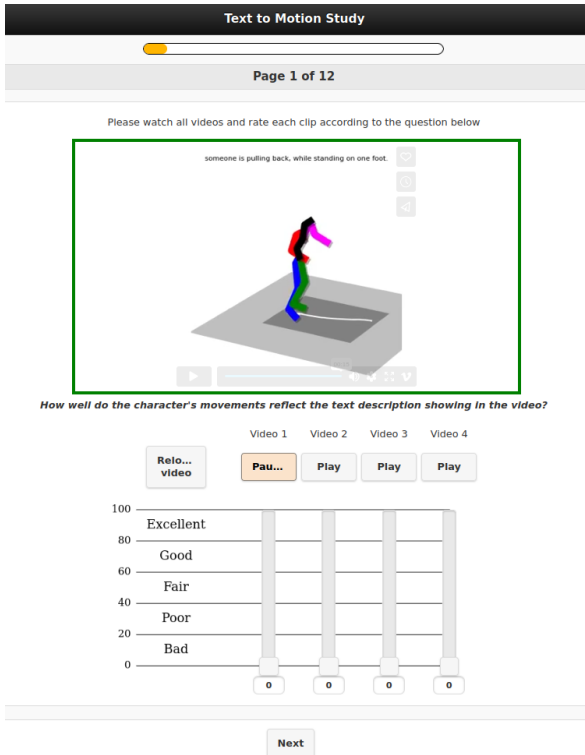 Text to Motion Study
Page 1 of 12
Please watch all videos and rate each clip according to the question below
someone is pulling back, while standing on one foot.
How well do the character's movements reflect the text description showing in the video?
Video 1 Video 2 Video 3 Video 4
Relo...
video
Pau... Play Play Play
100
Excellent
80
Good
60
Fair
40
Poor
20
Bad
0
0 0 0 0
Next